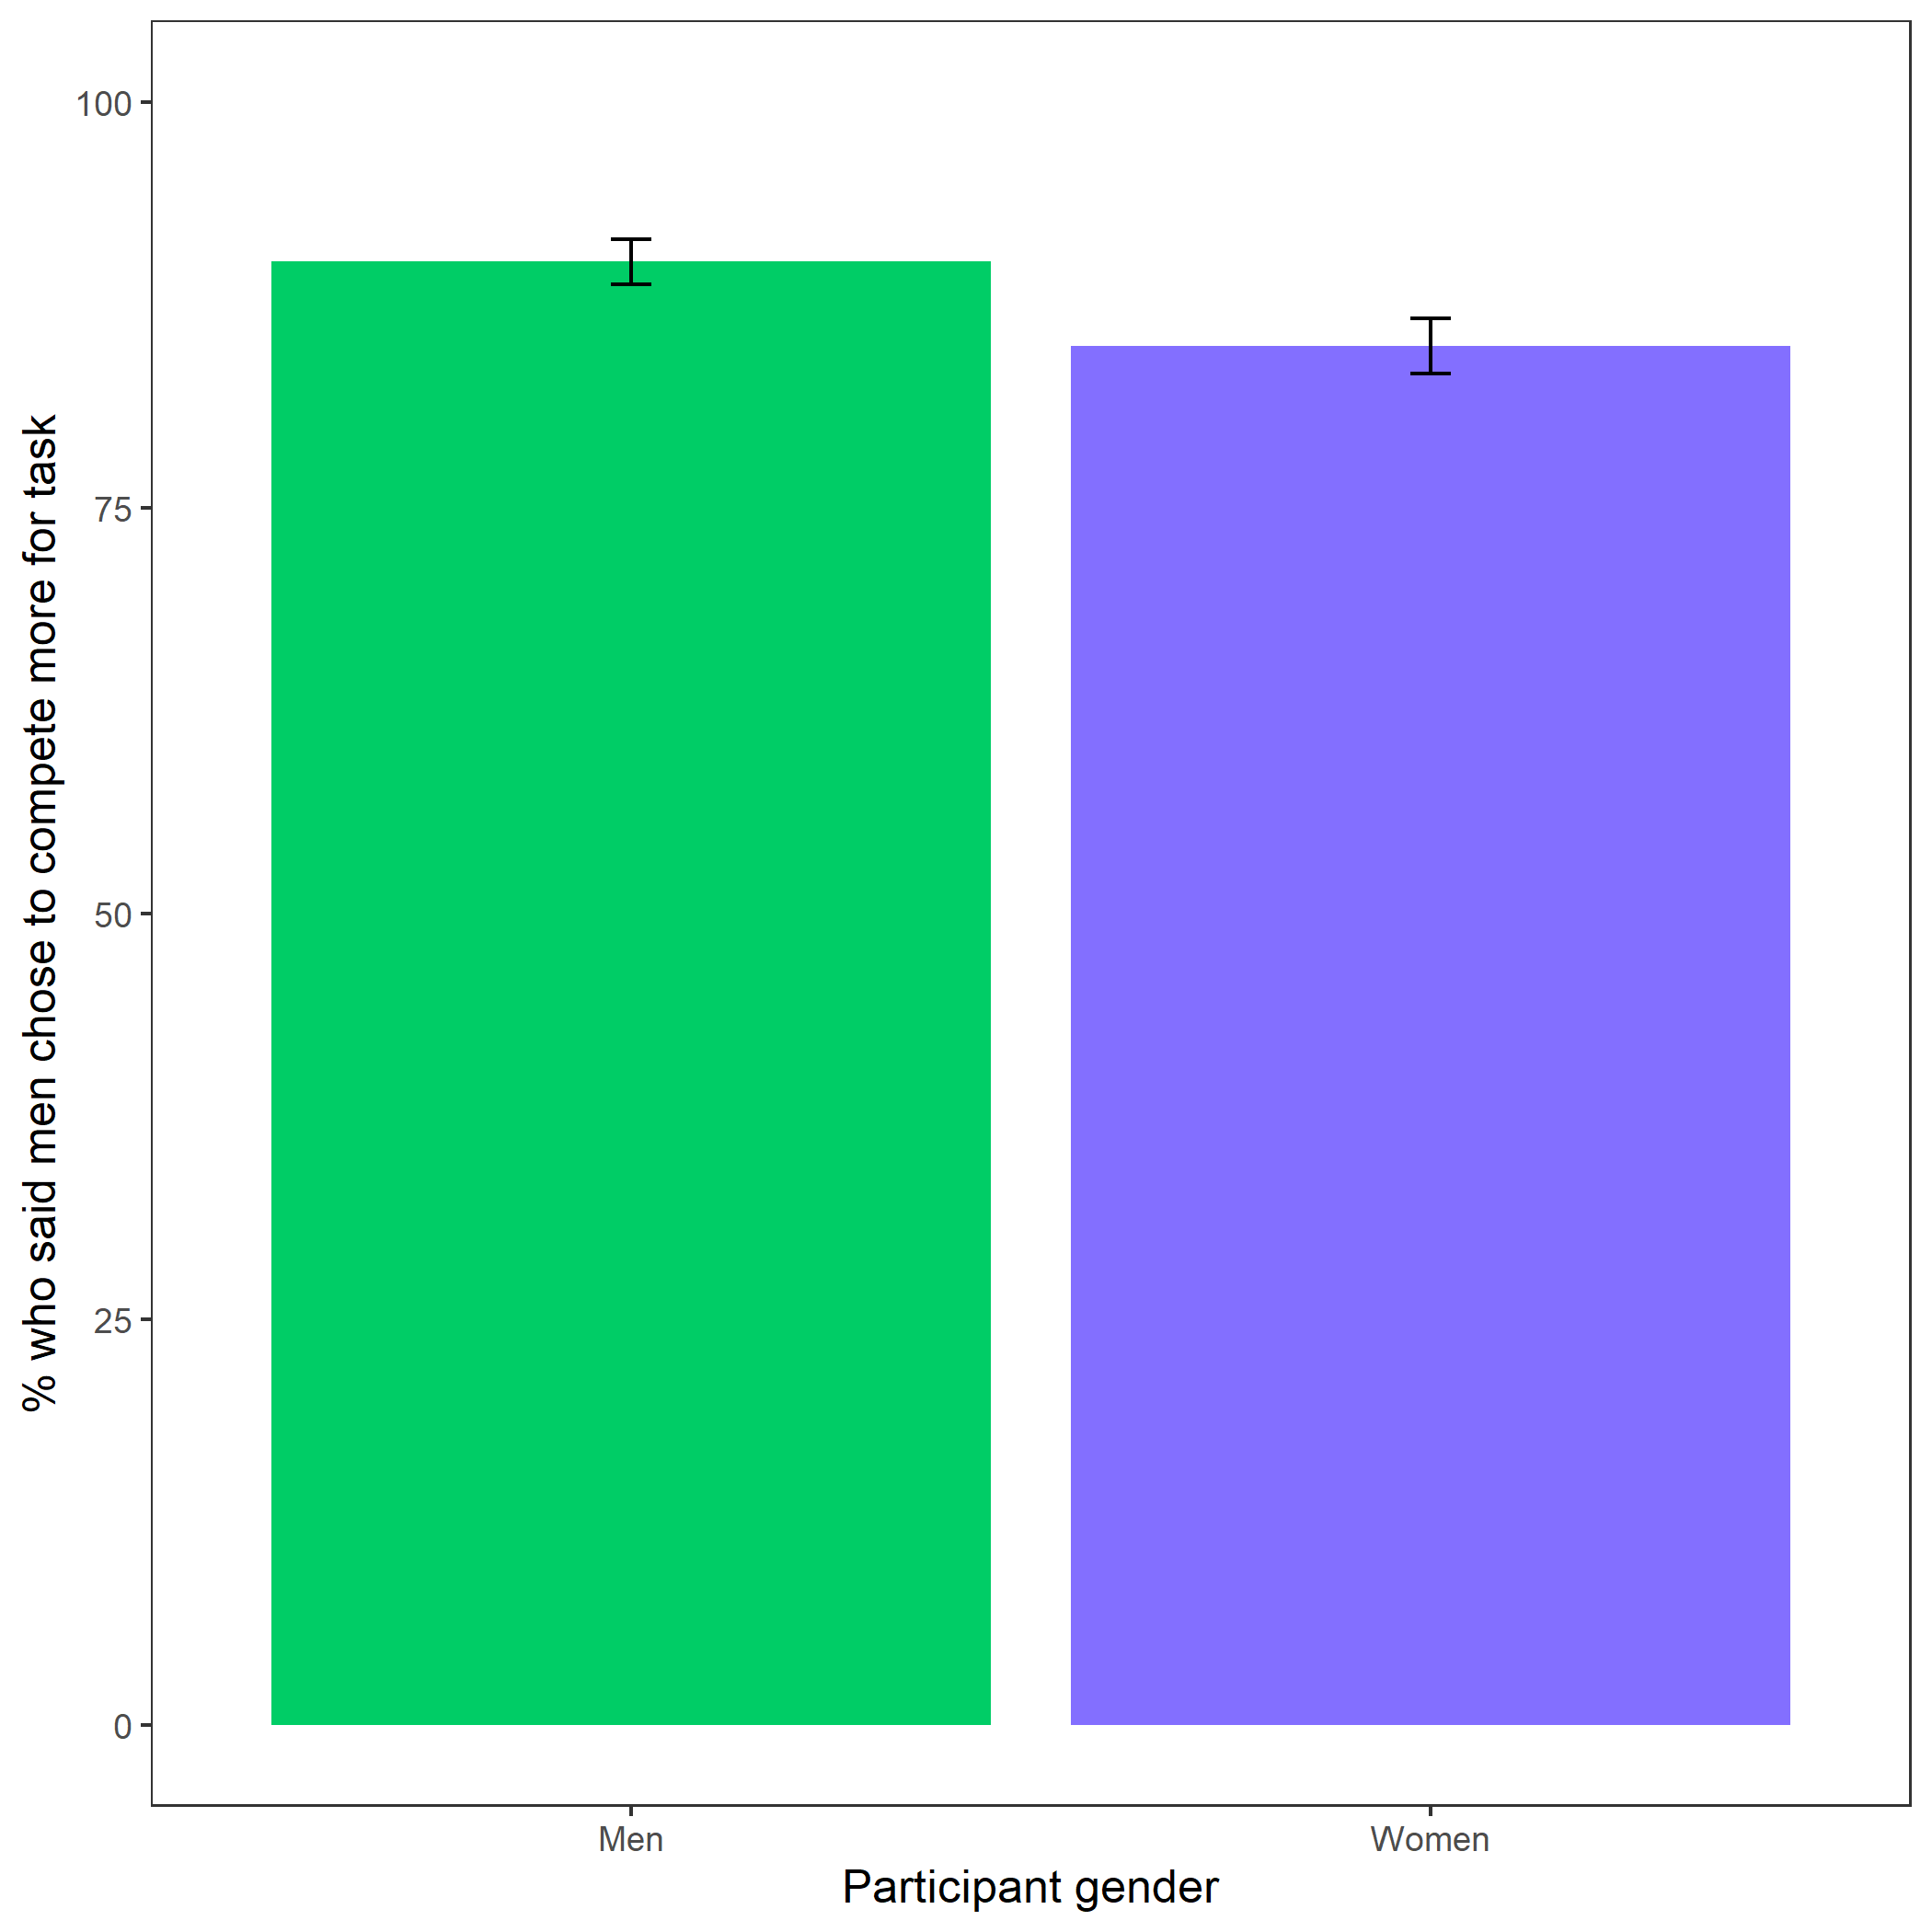 % who said men chose to compete more for task
100
75
50
25
0
Men
Women
Participant gender